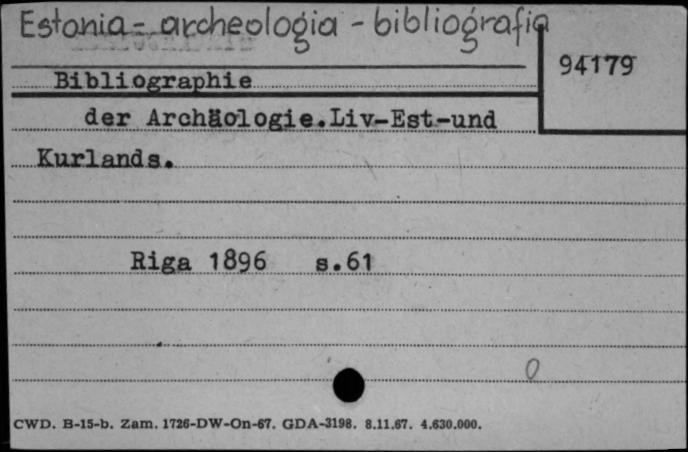 Estonia - archeologia - bibliografia
94179
Bibliographie
der Archäologie.Liv-Est-und
Kurlands.
Riga 1896 s.61
0
CWD. B-15-b. Zam. 1726-DW-On-67. GDA-3198. 8.11.67. 4.630.000.